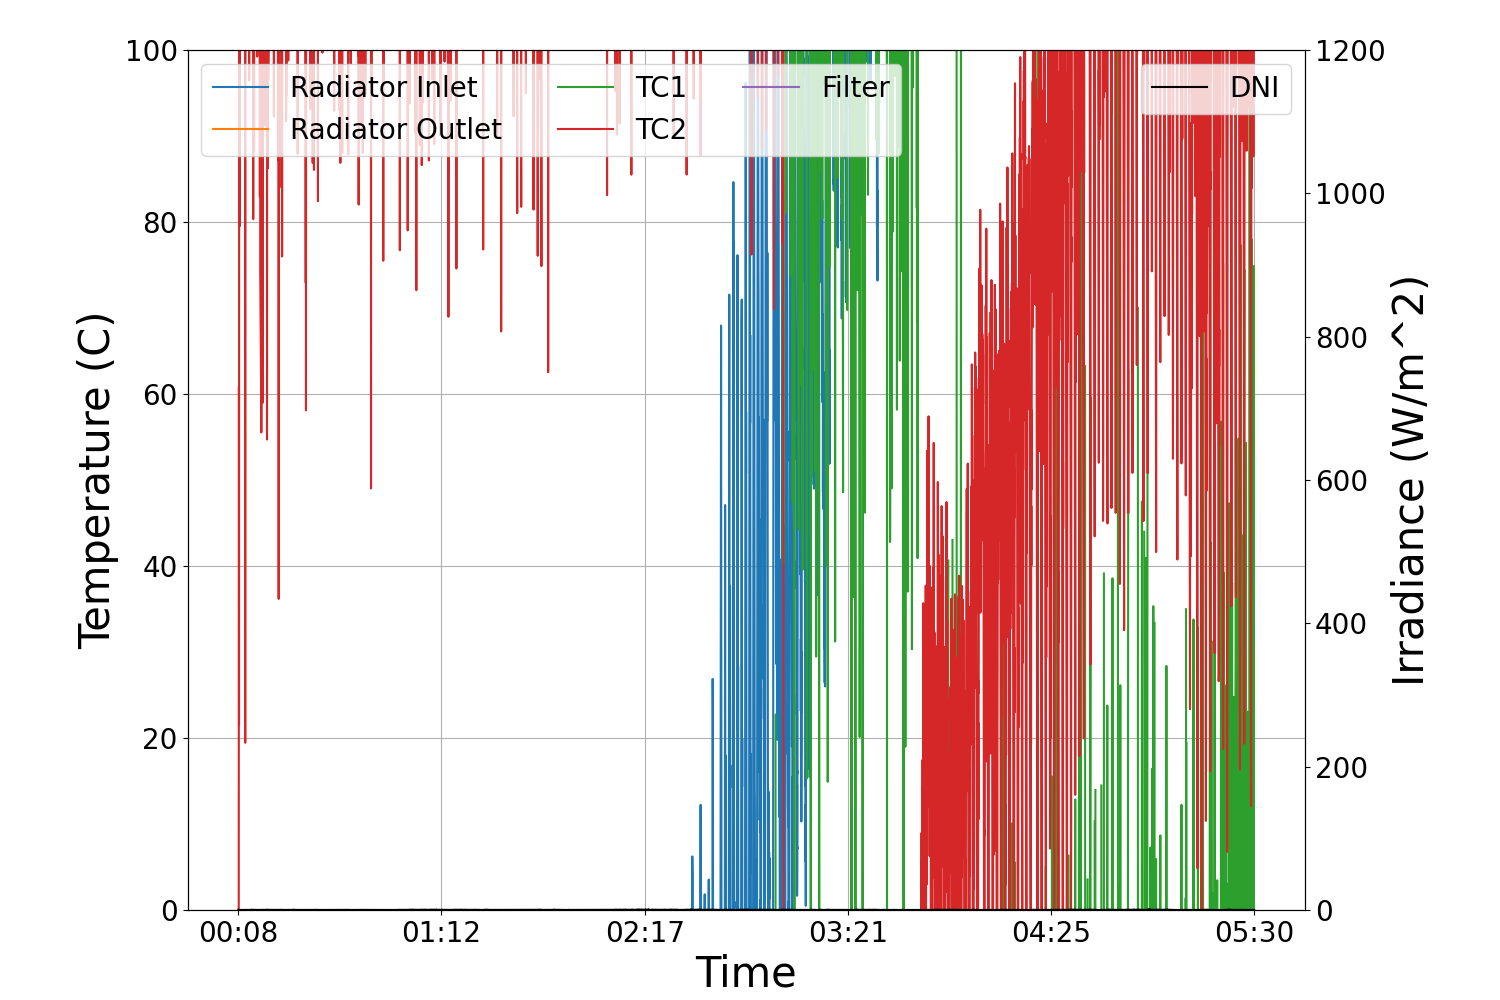 100
80
60
40
20
0
Temperature (C)
Radiator Inlet
Radiator Outlet
TC1
TC2
Filter
DNI
1200
1000
800
600
400
200
0
Irradiance (W/m^2)
00:08
01:12
02:17
03:21
04:25
05:30
Time